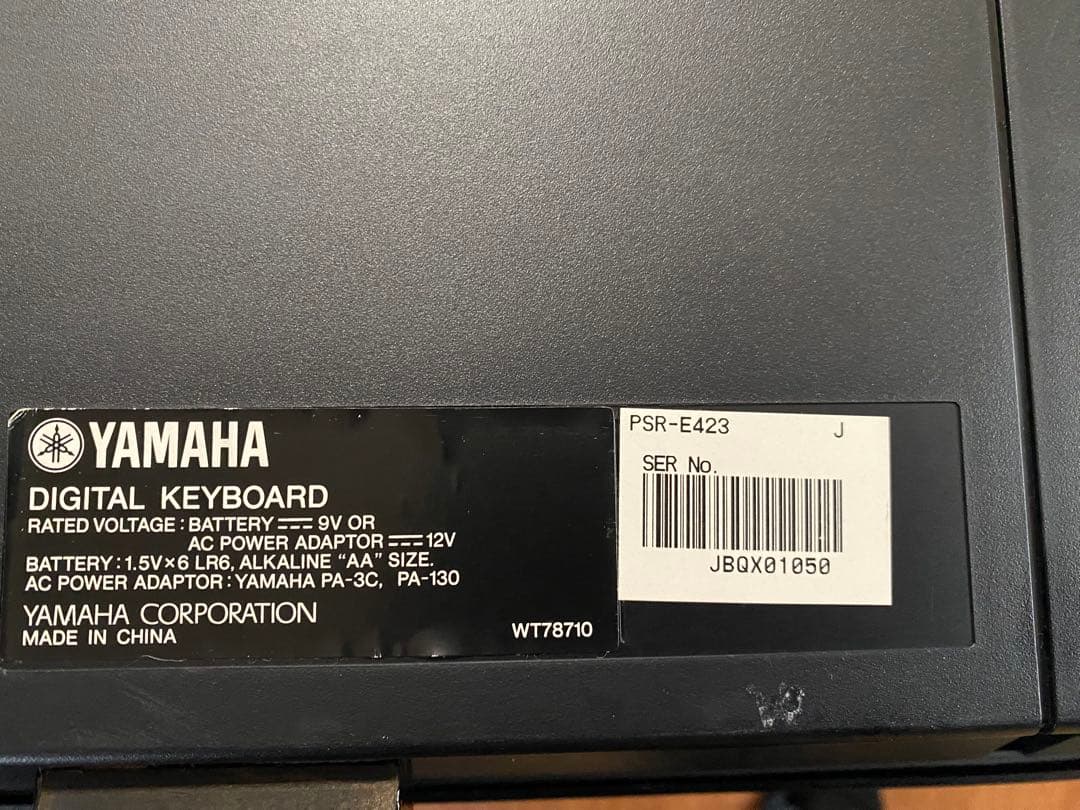 YAMAHA
DIGITAL KEYBOARD
RATED VOLTAGE : BATTERY ⎓ 9V OR
AC POWER ADAPTOR ⎓ 12V
BATTERY : 1.5V×6 LR6, ALKALINE “AA” SIZE.
AC POWER ADAPTOR : YAMAHA PA-3C, PA-130
YAMAHA CORPORATION
MADE IN CHINA
WT78710
PSR-E423 J
SER No.
JBQX01050